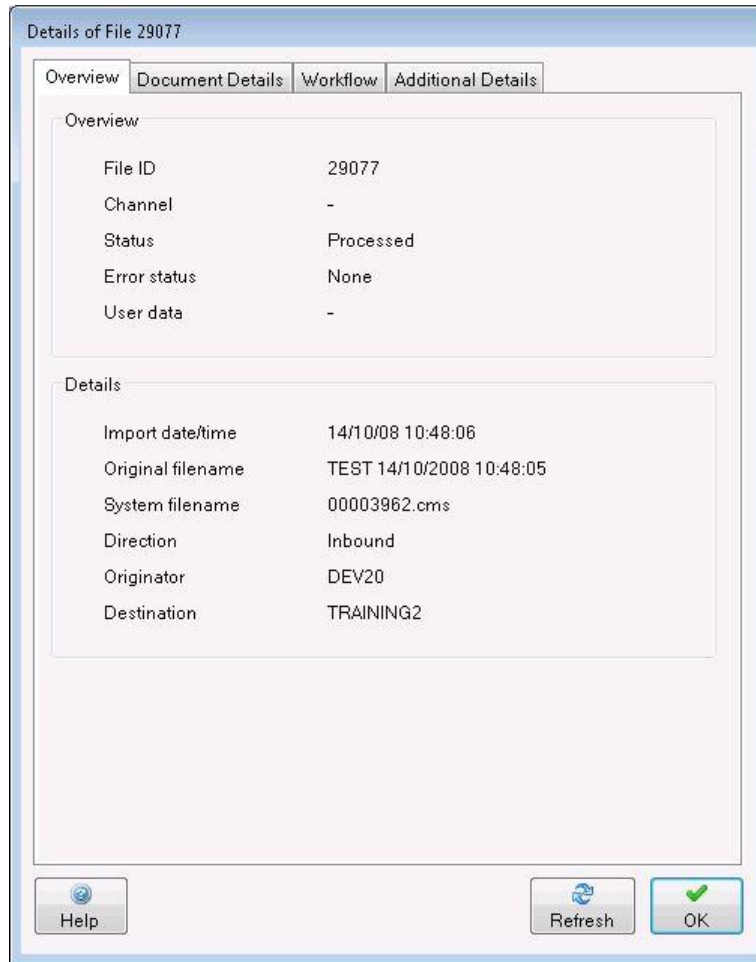 Details of File 29077
Overview Document Details Workflow Additional Details
Overview
File ID 29077
Channel -
Status Processed
Error status None
User data -
Details
Import date/time 14/10/08 10:48:06
Original filename TEST 14/10/2008 10:48:05
System filename 00003962.cms
Direction Inbound
Originator DEV20
Destination TRAINING2
Help Refresh OK